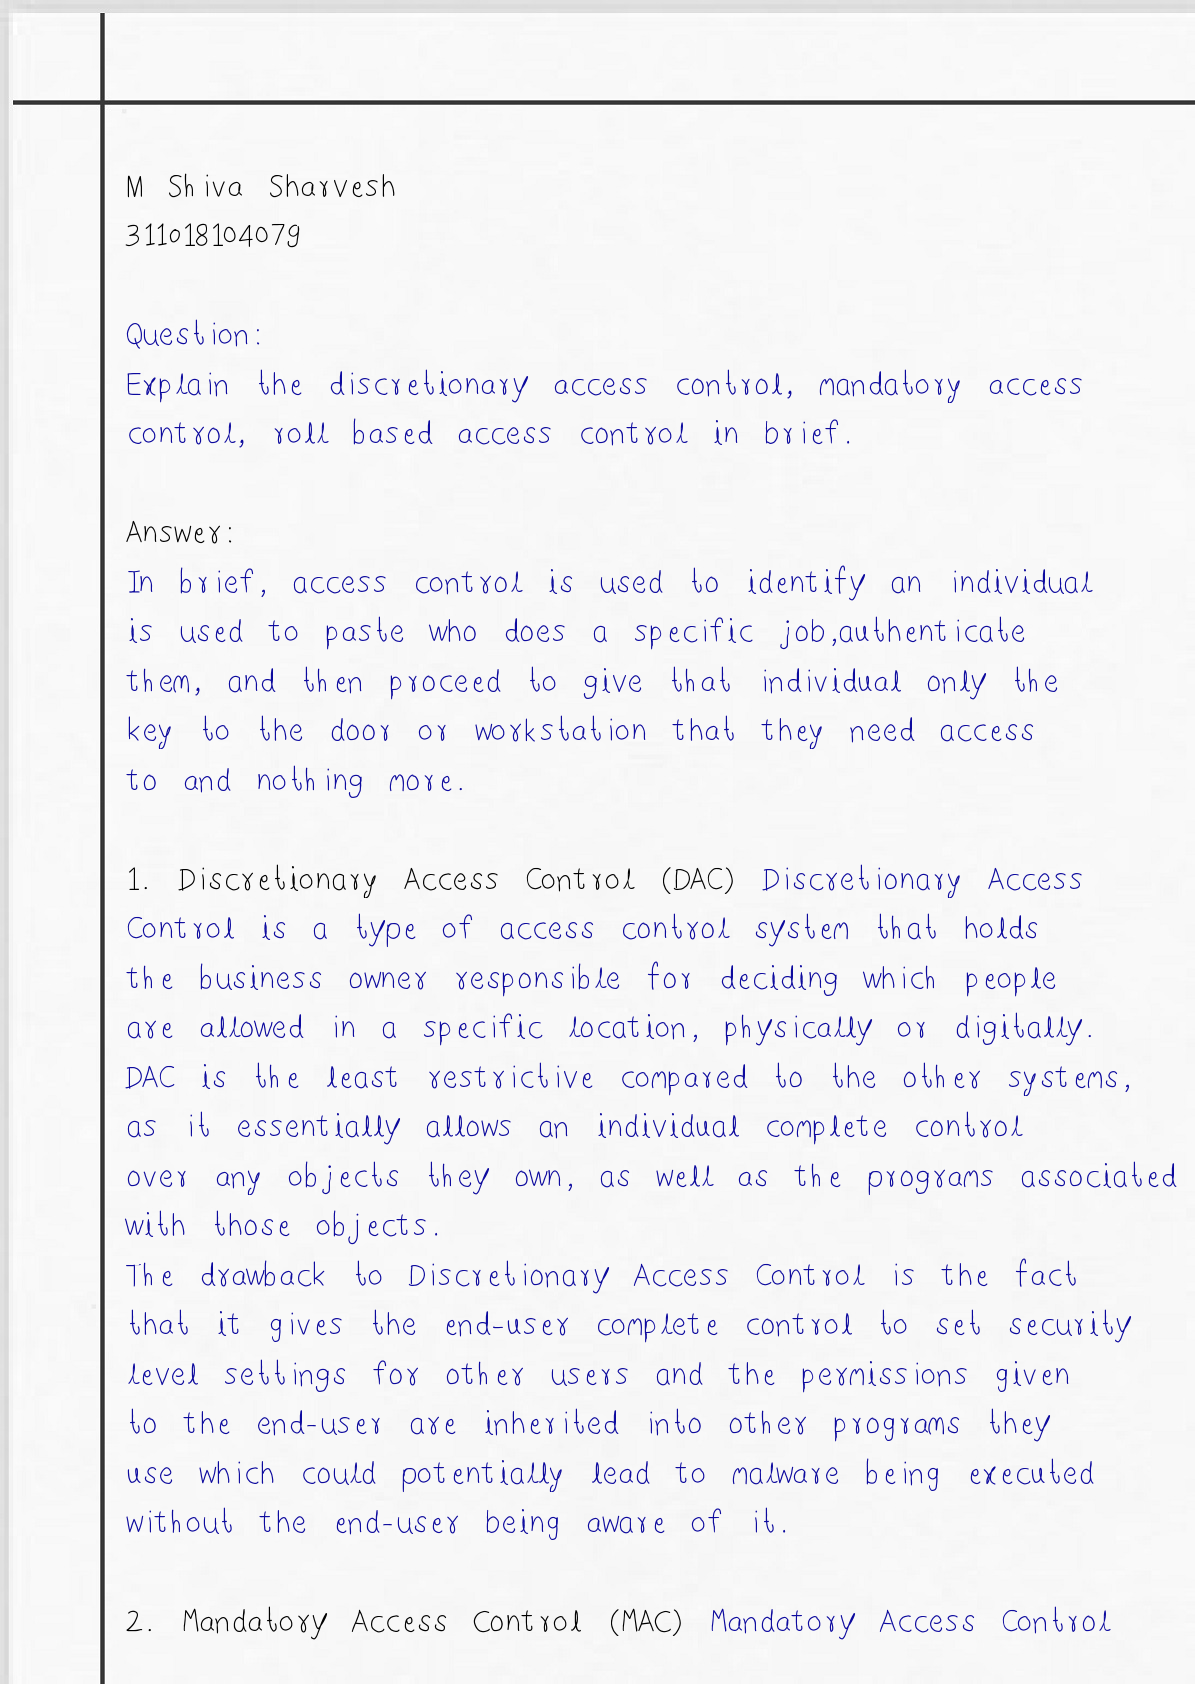 M Shiva Sharvesh
311018104079
Question:
Explain the discretionary access control, mandatory access
control, roll based access control in brief.
Answer:
In brief, access control is used to identify an individual
is used to paste who does a specific job,authenticate
them, and then proceed to give that individual only the
key to the door or workstation that they need access
to and nothing more.
1. Discretionary Access Control (DAC) Discretionary Access
Control is a type of access control system that holds
the business owner responsible for deciding which people
are allowed in a specific location, physically or digitally.
DAC is the least restrictive compared to the other systems,
as it essentially allows an individual complete control
over any objects they own, as well as the programs associated
with those objects.
The drawback to Discretionary Access Control is the fact
that it gives the end-user complete control to set security
level settings for other users and the permissions given
to the end-user are inherited into other programs they
use which could potentially lead to malware being executed
without the end-user being aware of it.
2. Mandatory Access Control (MAC) Mandatory Access Control